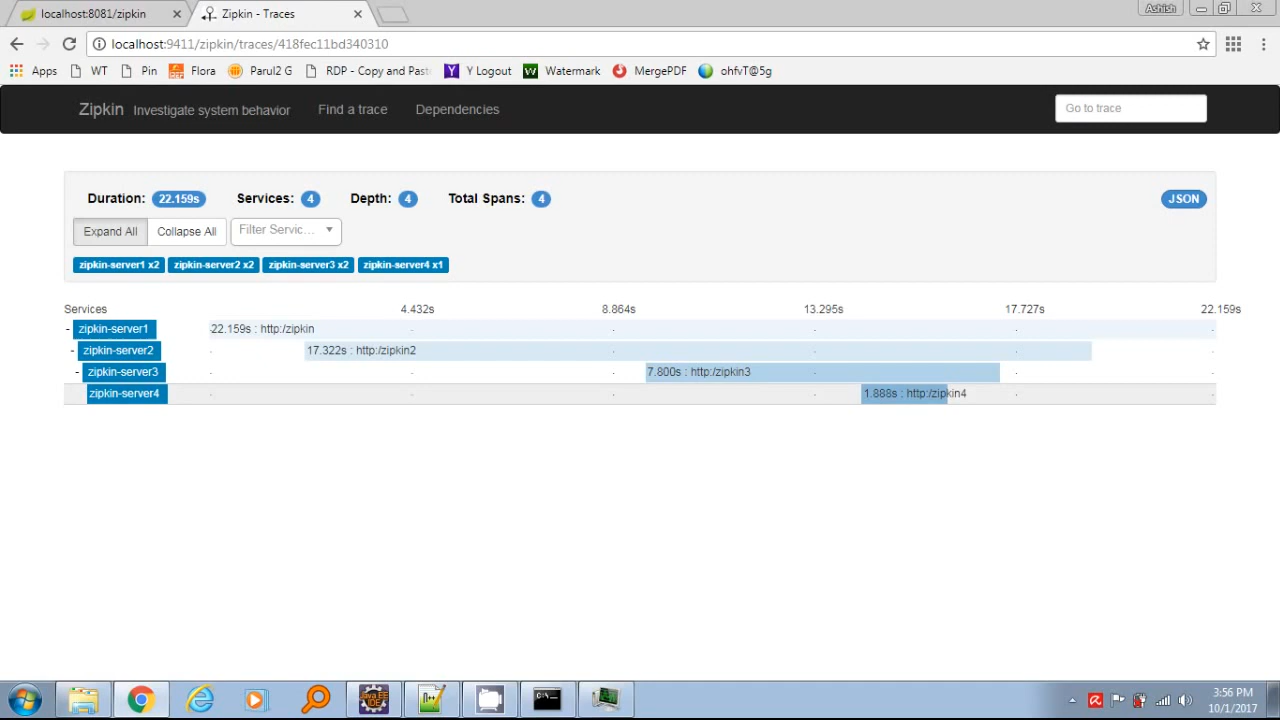 localhost:8081/zipkin
Zipkin - Traces
Ashish
localhost:9411/zipkin/traces/418fec11bd340310
Apps WT Pin Flora Parul2 G RDP - Copy and Past Y Logout Watermark MergePDF ohfvT@5g
Zipkin Investigate system behavior Find a trace Dependencies Go to trace
Duration: 22.159s Services: 4 Depth: 4 Total Spans: 4 JSON
Expand All Collapse All Filter Servic...
zipkin-server1 x2 zipkin-server2 x2 zipkin-server3 x2 zipkin-server4 x1
Services 4.432s 8.864s 13.295s 17.727s 22.159s
- zipkin-server1 22.159s : http:/zipkin
- zipkin-server2 17.322s : http:/zipkin2
- zipkin-server3 7.800s : http:/zipkin3
zipkin-server4 1.888s : http:/zipkin4
Java EE
IDE
C:\
3:56 PM
10/1/2017